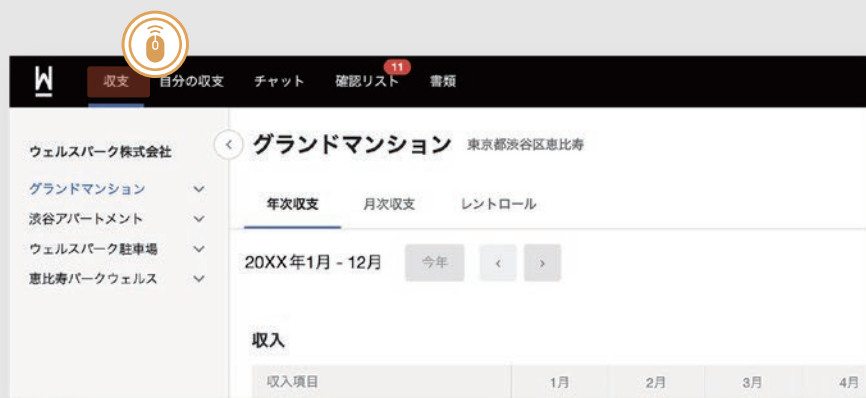 W 収支 自分の収支 チャット 確認リスト 11 書類
ウェルスパーク株式会社
グランドマンション
渋谷アパートメント
ウェルスパーク駐車場
恵比寿パークウェルス
グランドマンション 東京都渋谷区恵比寿
年次収支 月次収支 レントロール
20XX年1月 - 12月 今年
収入
収入項目 1月 2月 3月 4月